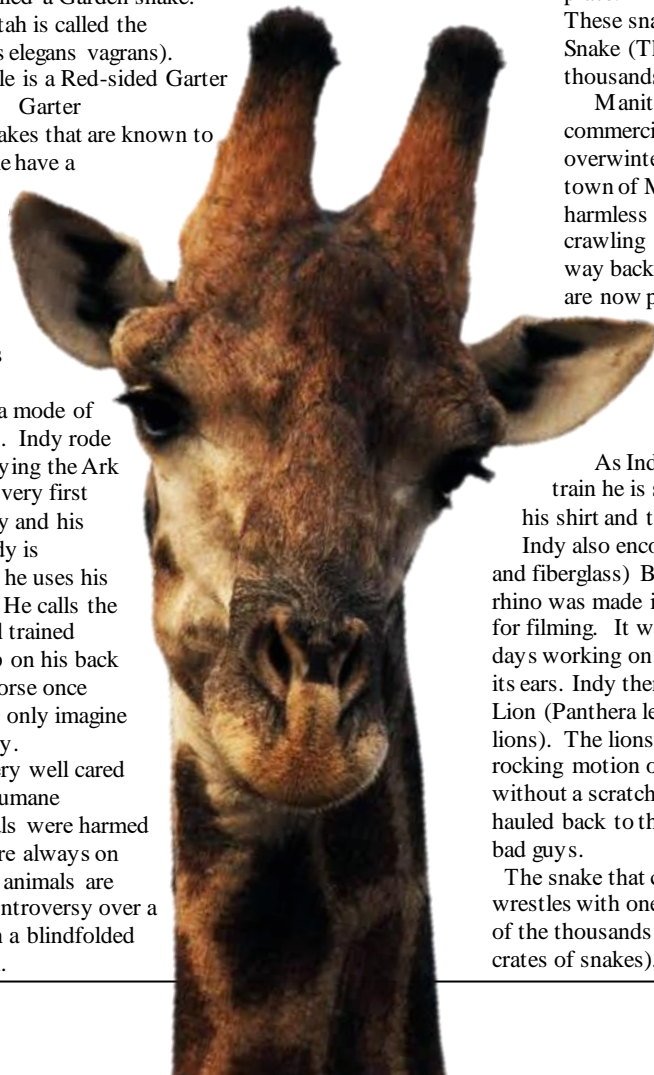 a Garden snake.
tah is called the
s elegans vagrans).
le is a Red-sided Garter
Garter
akes that are known to
e have a
s
a mode of
. Indy rode
ying the Ark
very first
y and his
dy is
he uses his
He calls the
l trained
o on his back
orse once
only imagine
y.
ery well cared
umane
ls were harmed
re always on
animals are
ntroversy over a
n a blindfolded
.
These sna
Snake (Th
thousands
Manit
commerci
overwinte
town of M
harmless
crawling
way back
are now p
As Ind
train he is s
his shirt and t
Indy also enco
and fiberglass) B
rhino was made i
for filming. It w
days working on
its ears. Indy ther
Lion (Panthera le
lions). The lions
rocking motion o
without a scratch
hauled back to th
bad guys.
The snake that c
wrestles with one
of the thousands
crates of snakes).